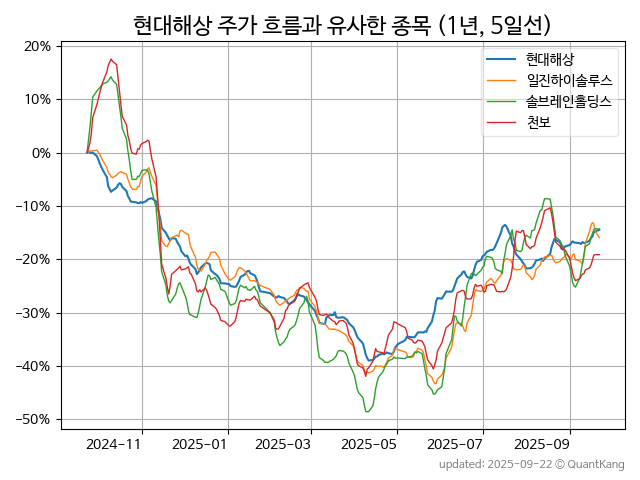 현대해상 주가 흐름과 유사한 종목 (1년, 5일선)
20%
10%
0%
−10%
−20%
−30%
−40%
−50%
현대해상
일진하이솔루스
솔브레인홀딩스
천보
2024-11
2025-01
2025-03
2025-05
2025-07
2025-09
updated: 2025-09-22 © QuantKang